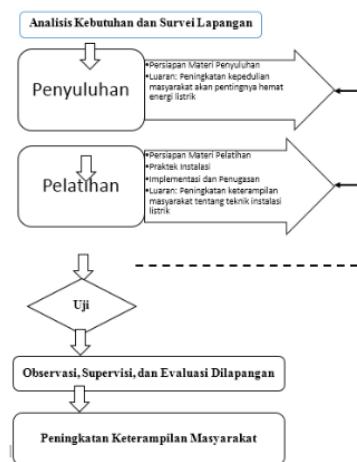 Analisis Kebutuhan dan Survei Lapangan
Penyuluhan
•Persiapan Materi Penyuluhan
•Luaran: Peningkatan kepedulian
masyarakat akan pentingnya hemat
energi listrik
Pelatihan
•Persiapan Materi Pelatihan
•Praktek Instalasi
•Implementasi dan Penugasan
•Luaran: Peningkatan keterampilan
masyarakat tentang teknik instalasi
listrik
Uji
Observasi, Supervisi, dan Evaluasi Dilapangan
Peningkatan Keterampilan Masyarakat